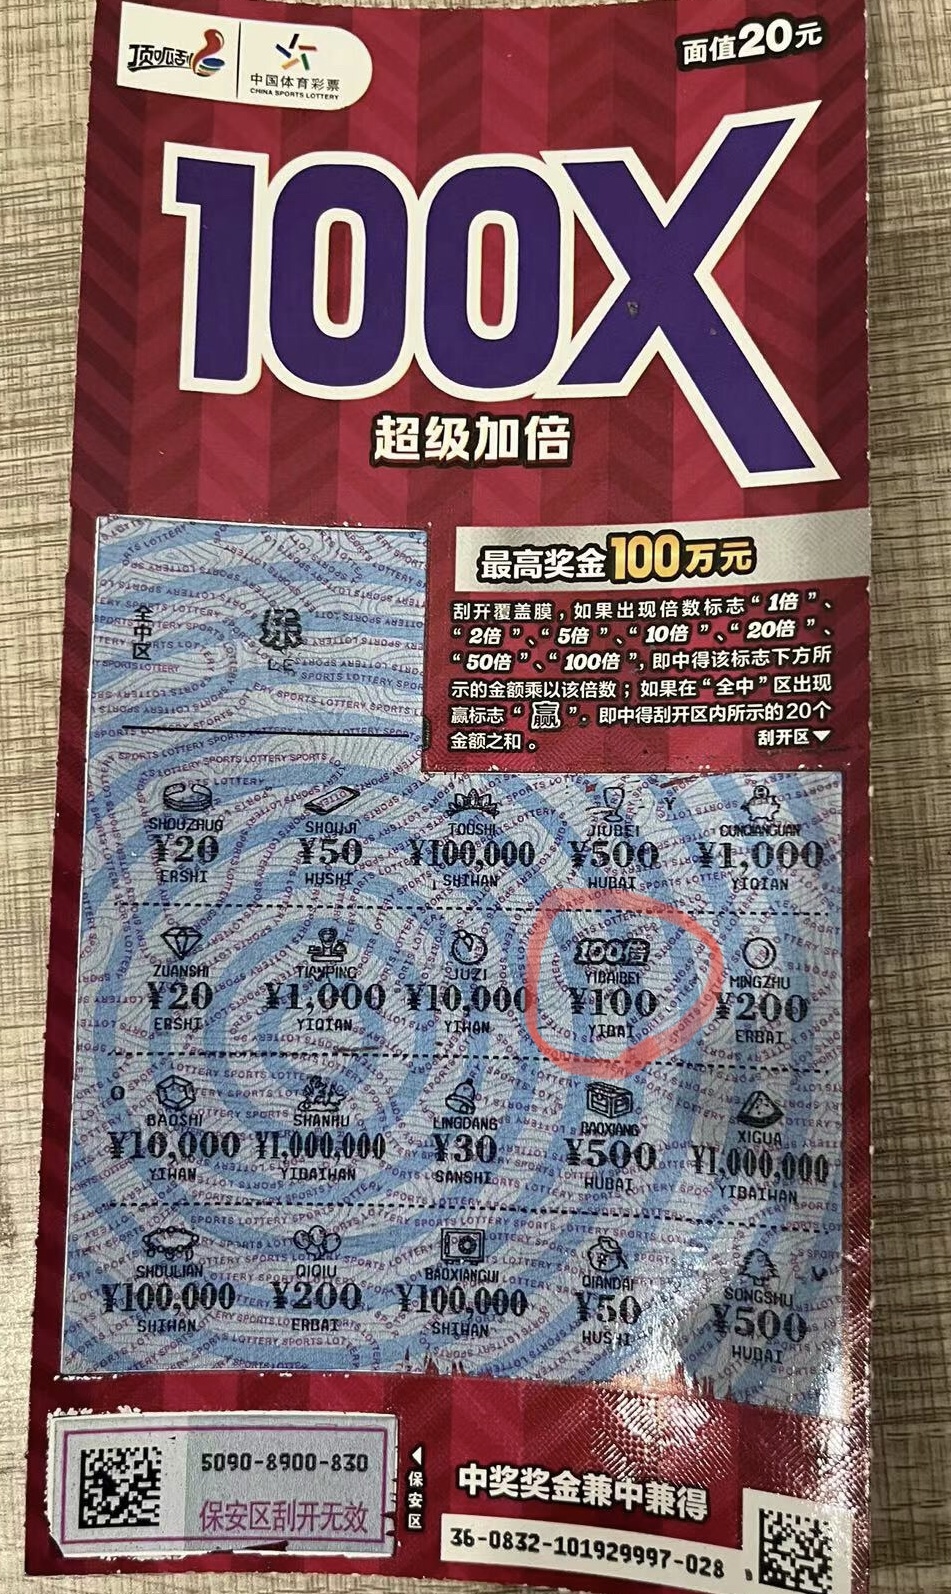 顶呱刮
中国体育彩票
CHINA SPORTS LOTTERY
面值20元
100X
超级加倍
最高奖金100万元
刮开覆盖膜，如果出现倍数标志“1倍”、
“2倍”、“5倍”、“10倍”、“20倍”、
“50倍”、“100倍”，即中得该标志下方所
示的金额乘以该倍数；如果在“全中”区出现
赢标志“赢”，即中得刮开区内所示的20个
金额之和。
刮开区▼
全中区
乐
LE
SHOUZHUO SHOUJI TOUSHI JIUBEI CUNQIANGUAN
¥20 ¥50 ¥100,000 ¥500 ¥1,000
ERSHI WUSHI SHIWAN WUBAI YIQIAN
100倍
ZUANSHI TIANPING JUZI YIBAIBEI MINGZHU
¥20 ¥1,000 ¥10,000 ¥100 ¥200
ERSHI YIQIAN YIWAN YIBAI ERBAI
BAOSHI SHANHU LINGDANG BAOXIANG XIGUA
¥10,000 ¥1,000,000 ¥30 ¥500 ¥1,000,000
YIWAN YIBAIWAN SANSHI WUBAI YIBAIWAN
SHOULIAN QIQIU BAOXIANGUI QIANDAI SONGSHU
¥100,000 ¥200 ¥100,000 ¥50 ¥500
SHIWAN ERBAI SHIWAN WUSHI WUBAI
5090-8900-830
保安区刮开无效
◀保安区
中奖奖金兼中兼得
36-0832-101929997-028